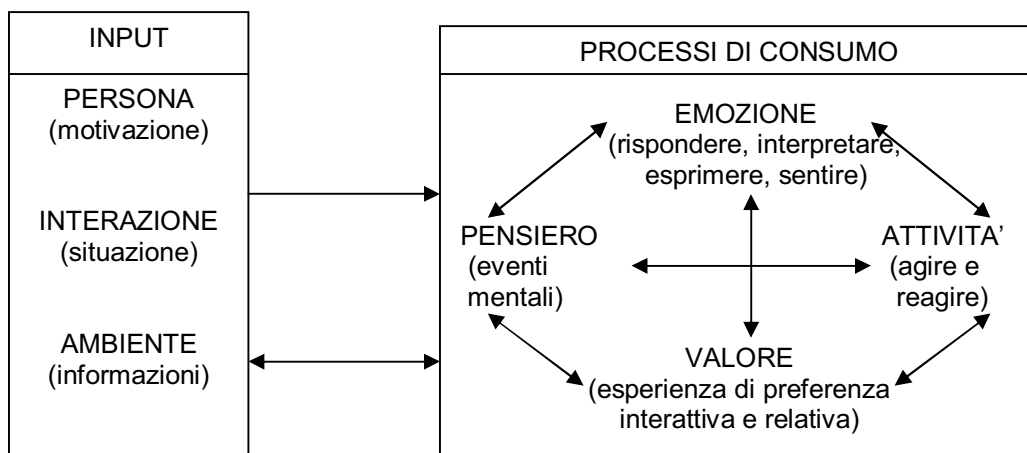 INPUT
PERSONA
(motivazione)
INTERAZIONE
(situazione)
AMBIENTE
(informazioni)
PROCESSI DI CONSUMO
EMOZIONE
(rispondere, interpretare,
esprimere, sentire)
PENSIERO
(eventi
mentali)
ATTIVITA’
(agire e
reagire)
VALORE
(esperienza di preferenza
interattiva e relativa)